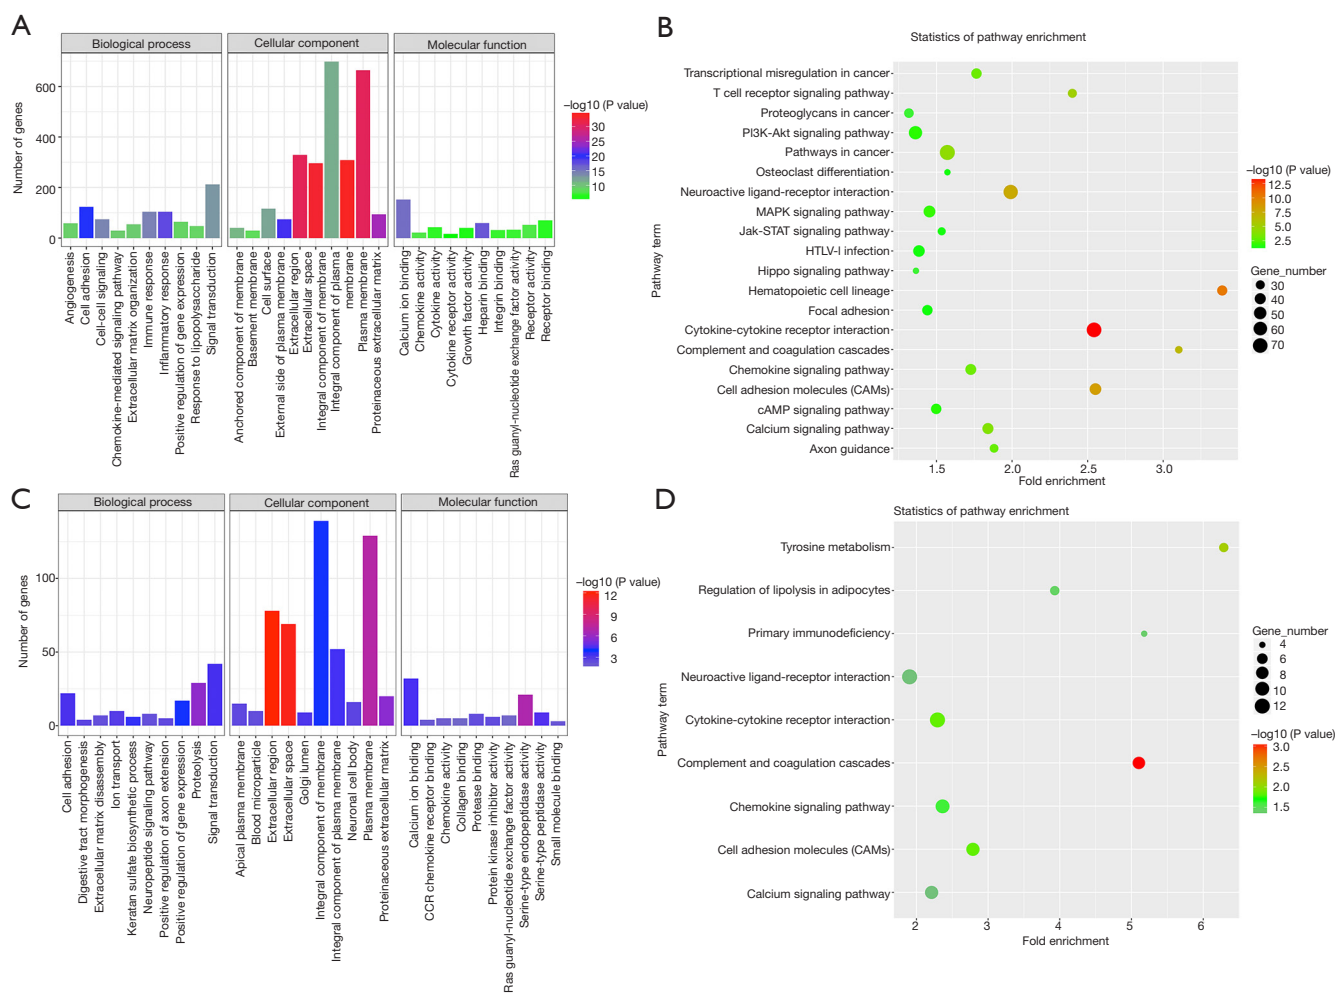 A
Biological process
Cellular component
Molecular function
Number of genes
600
400
200
0
–log10 (P value)
30
25
20
15
10
Angiogenesis
Cell adhesion
Cell-cell signaling
Chemokine-mediated signaling pathway
Extracellular matrix organization
Immune response
Inflammatory response
Positive regulation of gene expression
Response to lipopolysaccharide
Signal transduction
Anchored component of membrane
Basement membrane
Cell surface
External side of plasma membrane
Extracellular region
Extracellular space
Integral component of membrane
Integral component of plasma
membrane
Plasma membrane
Proteinaceous extracellular matrix
Calcium ion binding
Chemokine activity
Cytokine activity
Cytokine receptor activity
Growth factor activity
Heparin binding
Integrin binding
Ras guanyl-nucleotide exchange factor activity
Receptor activity
Receptor binding
B
Statistics of pathway enrichment
Pathway term
Transcriptional misregulation in cancer
T cell receptor signaling pathway
Proteoglycans in cancer
PI3K-Akt signaling pathway
Pathways in cancer
Osteoclast differentiation
Neuroactive ligand-receptor interaction
MAPK signaling pathway
Jak-STAT signaling pathway
HTLV-I infection
Hippo signaling pathway
Hematopoietic cell lineage
Focal adhesion
Cytokine-cytokine receptor interaction
Complement and coagulation cascades
Chemokine signaling pathway
Cell adhesion molecules (CAMs)
cAMP signaling pathway
Calcium signaling pathway
Axon guidance
1.5
2.0
2.5
3.0
Fold enrichment
–log10 (P value)
12.5
10.0
7.5
5.0
2.5
Gene_number
30
40
50
60
70
C
Biological process
Cellular component
Molecular function
Number of genes
100
50
0
–log10 (P value)
12
9
6
3
Cell adhesion
Digestive tract morphogenesis
Extracellular matrix disassembly
Ion transport
Keratan sulfate biosynthetic process
Neuropeptide signaling pathway
Positive regulation of axon extension
Positive regulation of gene expression
Proteolysis
Signal transduction
Apical plasma membrane
Blood microparticle
Extracellular region
Extracellular space
Golgi lumen
Integral component of membrane
Integral component of plasma membrane
Neuronal cell body
Plasma membrane
Proteinaceous extracellular matrix
Calcium ion binding
CCR chemokine receptor binding
Chemokine activity
Collagen binding
Protease binding
Protein kinase inhibitor activity
Ras guanyl-nucleotide exchange factor activity
Serine-type endopeptidase activity
Serine-type peptidase activity
Small molecule binding
D
Statistics of pathway enrichment
Pathway term
Tyrosine metabolism
Regulation of lipolysis in adipocytes
Primary immunodeficiency
Neuroactive ligand-receptor interaction
Cytokine-cytokine receptor interaction
Complement and coagulation cascades
Chemokine signaling pathway
Cell adhesion molecules (CAMs)
Calcium signaling pathway
2
3
4
5
6
Fold enrichment
Gene_number
4
6
8
10
12
–log10 (P value)
3.0
2.5
2.0
1.5